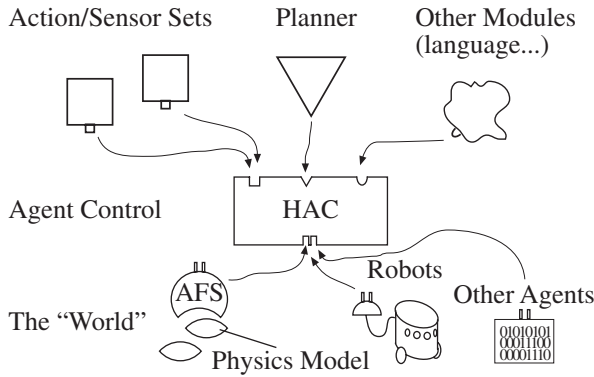 Action/Sensor Sets
Planner
Other Modules
(language...)
Agent Control
HAC
Robots
AFS
Other Agents
The “World”
01010101
00011100
00001110
Physics Model